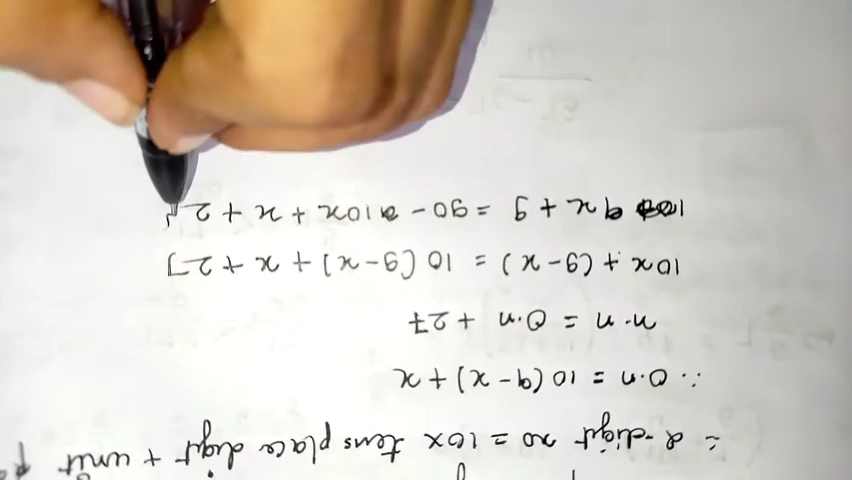 ∴ 2-digit no = 10x tens place digit + unit
∴ O.n = 10(9-x)+x
n.n = O.n + 27
10x + (9-x) = 10(9-x)+x+27
9x + 9 = 90 - 10x + x + 2